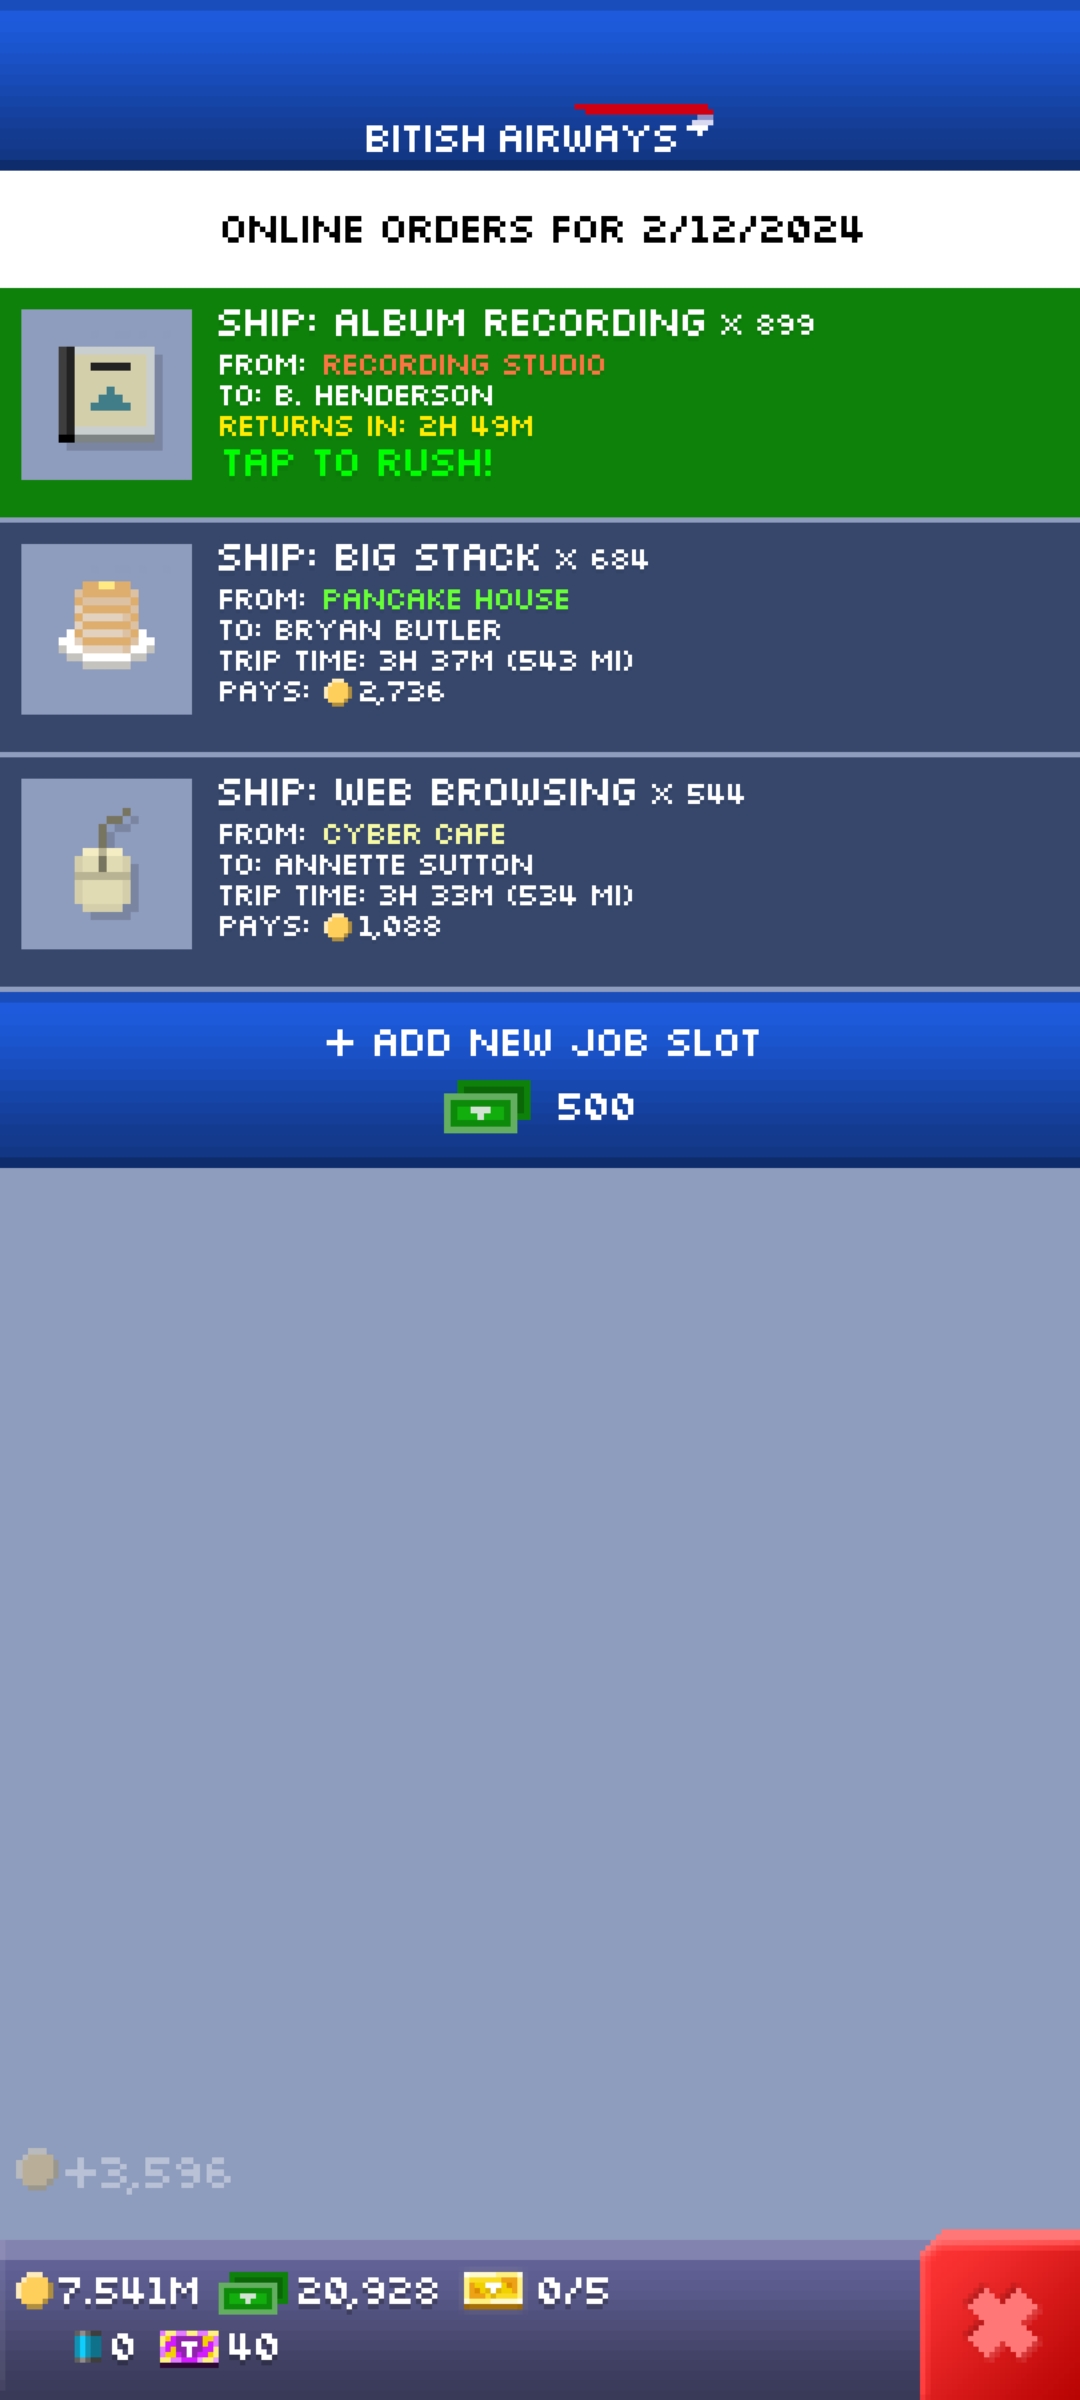 BITISH AIRWAYS
ONLINE ORDERS FOR 2/12/2024
SHIP: ALBUM RECORDING X 899
FROM: RECORDING STUDIO
TO: B. HENDERSON
RETURNS IN: 2H 49M
TAP TO RUSH!
SHIP: BIG STACK X 684
FROM: PANCAKE HOUSE
TO: BRYAN BUTLER
TRIP TIME: 3H 37M (543 MI)
PAYS: 2,736
SHIP: WEB BROWSING X 544
FROM: CYBER CAFE
TO: ANNETTE SUTTON
TRIP TIME: 3H 33M (534 MI)
PAYS: 1,088
+ ADD NEW JOB SLOT
500
+3,596
7.541M 20,928 0/5
0 40